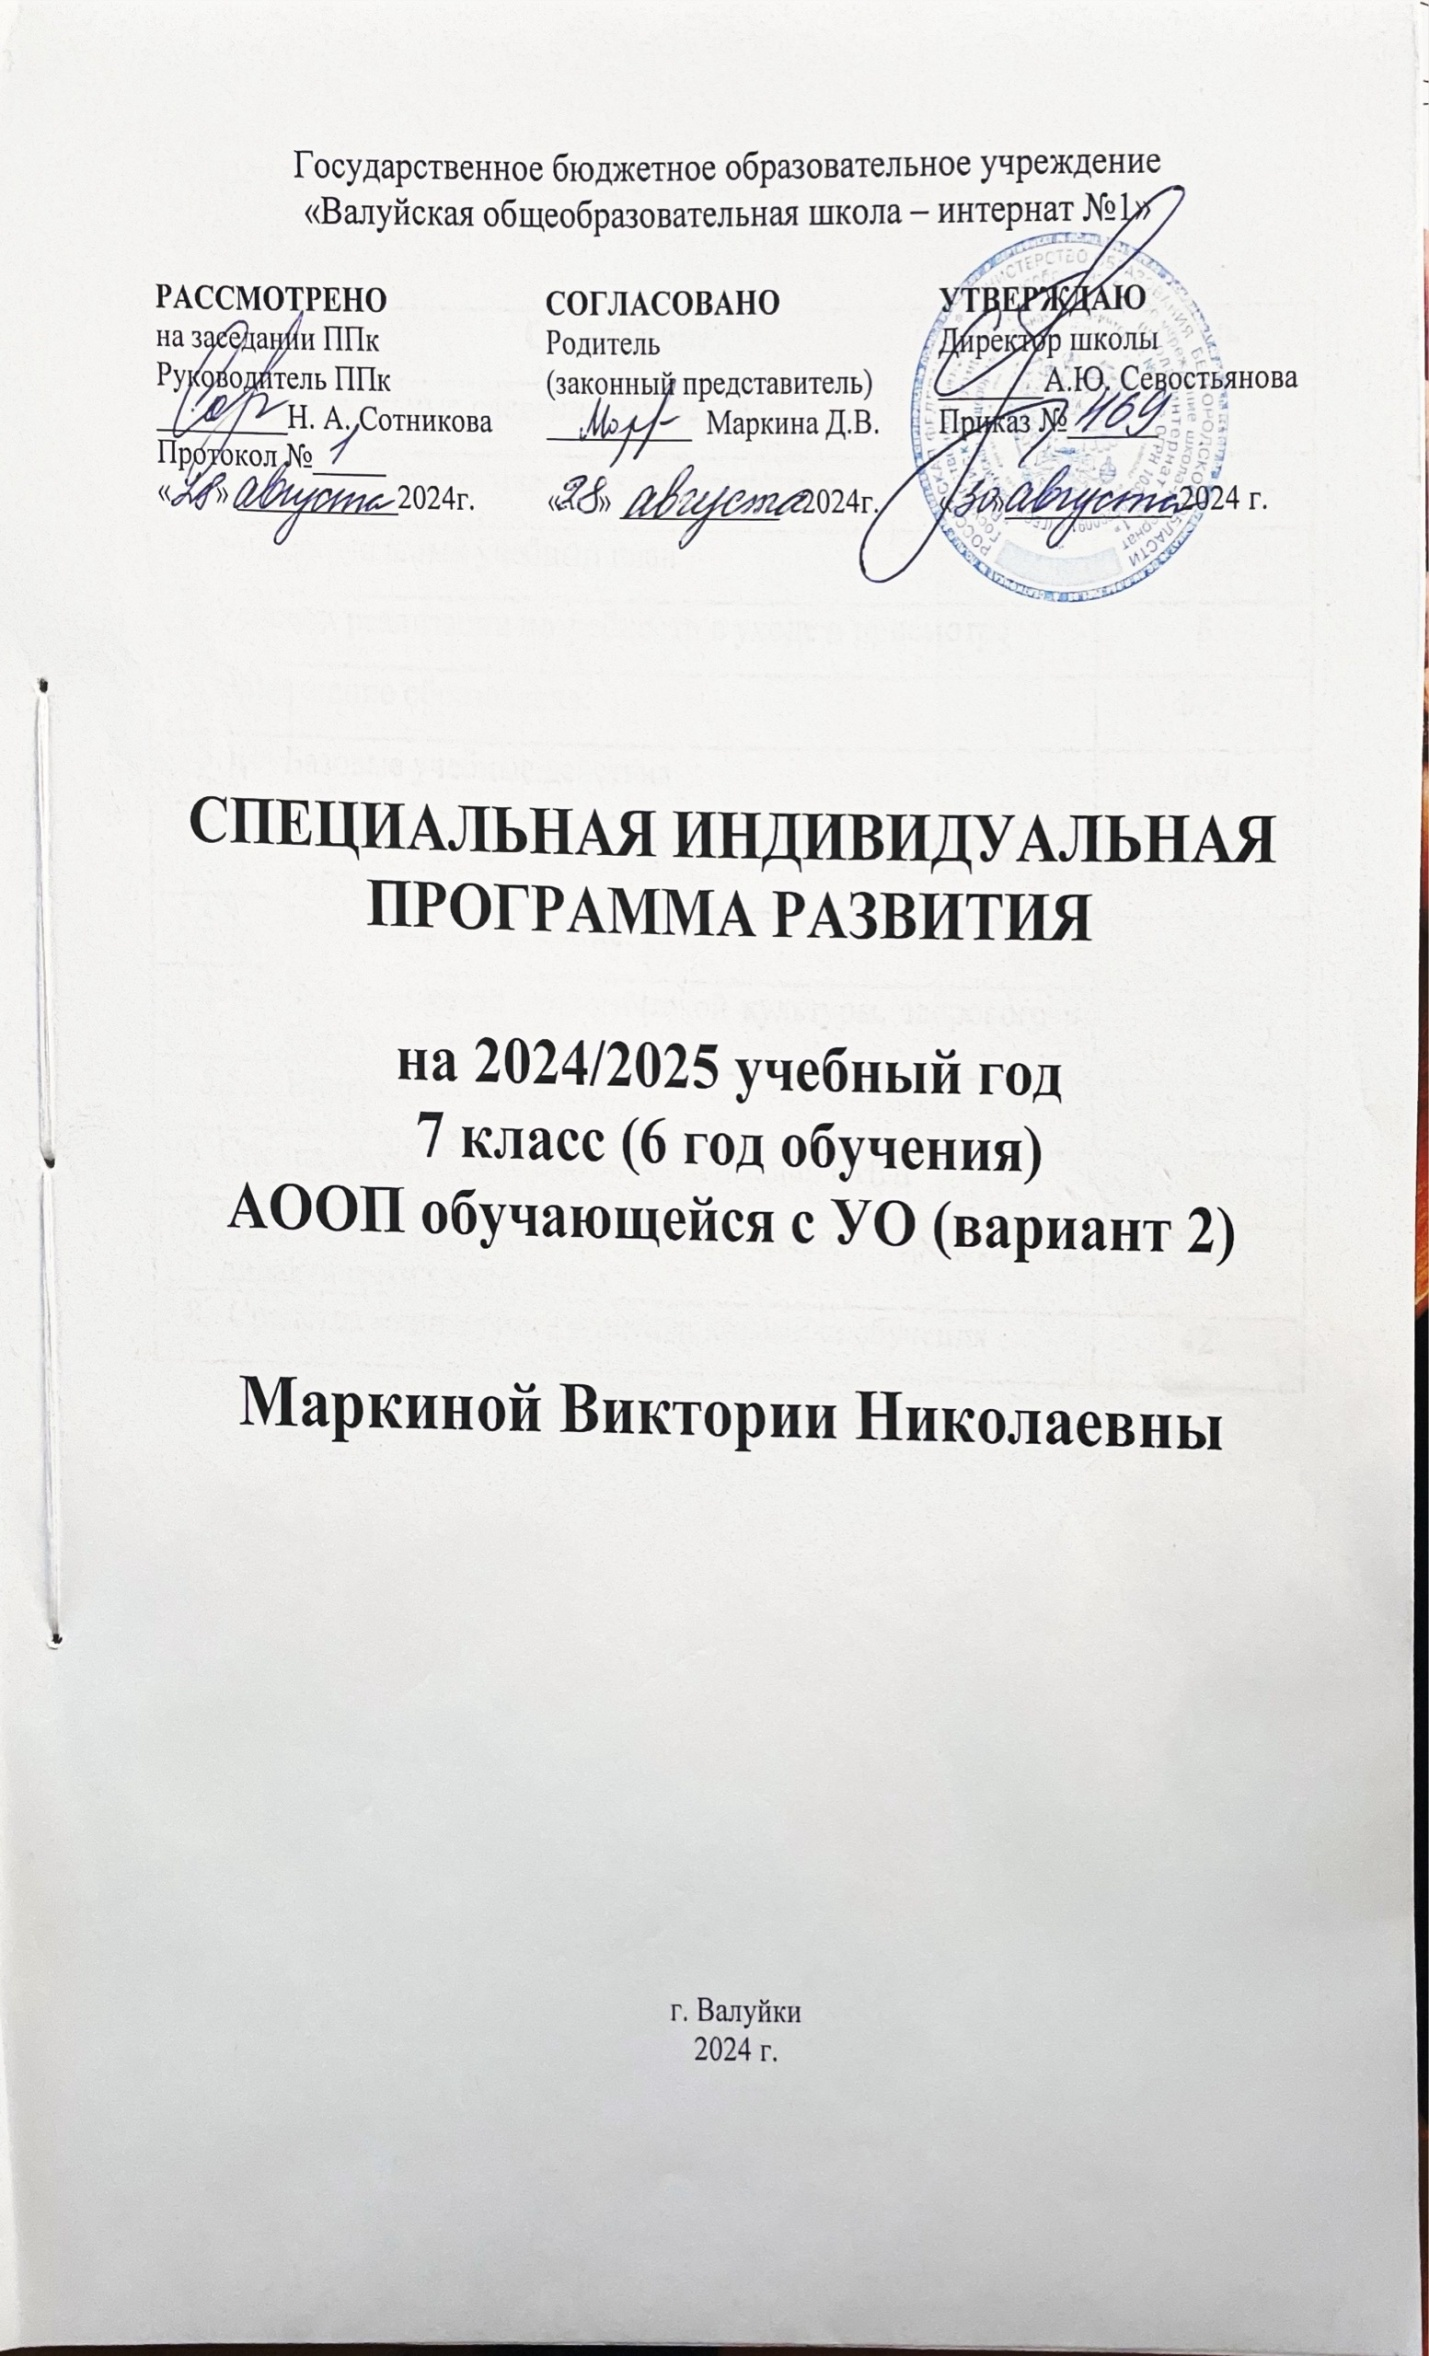 Государственное бюджетное образовательное учреждение
«Валуйская общеобразовательная школа – интернат №1»
РАССМОТРЕНО
на заседании ППк
Руководитель ППк
Н. А. Сотникова
Протокол № 1
«28» августа 2024г.
СОГЛАСОВАНО
Родитель
(законный представитель)
Маркина Д.В.
«28» августа 2024г.
УТВЕРЖДАЮ
Директор школы
А.Ю. Севостьянова
Приказ № 469
«30» августа 2024 г.
СПЕЦИАЛЬНАЯ ИНДИВИДУАЛЬНАЯ
ПРОГРАММА РАЗВИТИЯ
на 2024/2025 учебный год
7 класс (6 год обучения)
АООП обучающейся с УО (вариант 2)
Маркиной Виктории Николаевны
г. Валуйки
2024 г.